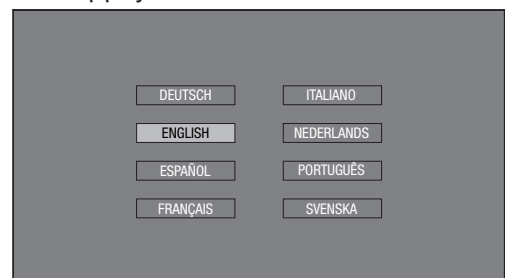 DEUTSCH ITALIANO
ENGLISH NEDERLANDS
ESPAÑOL PORTUGUÊS
FRANÇAIS SVENSKA